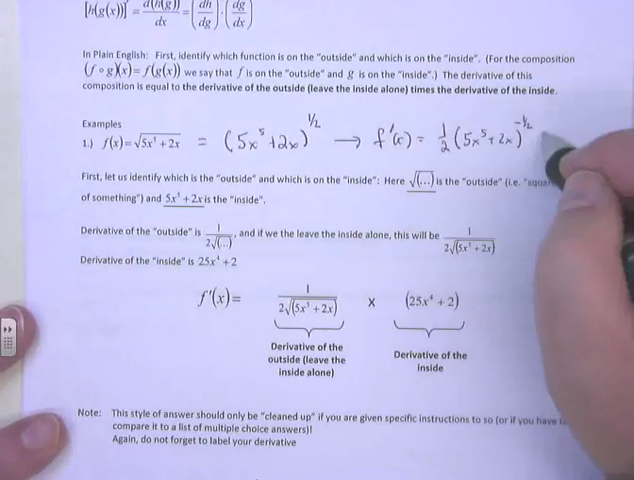 [h(g(x))]' = d(h(g))/dx = (dh/dg) · (dg/dx)
In Plain English: First, identify which function is on the "outside" and which is on the "inside". (For the composition
(f ∘ g)(x) = f(g(x)) we say that f is on the "outside" and g is on the "inside".) The derivative of this
composition is equal to the derivative of the outside (leave the inside alone) times the derivative of the inside.
Examples
1.) f(x) = √(5x⁵ + 2x) = (5x⁵ + 2x)^(1/2) → f'(x) = 1/2 (5x⁵ + 2x)^(-1/2)
First, let us identify which is the "outside" and which is on the "inside": Here √(...) is the "outside" (i.e. "square
of something") and 5x⁵ + 2x is the "inside".
Derivative of the "outside" is 1/(2√(...)), and if we the leave the inside alone, this will be 1/(2√(5x⁵ + 2x))
Derivative of the "inside" is 25x⁴ + 2
f'(x) = 1/(2√(5x⁵ + 2x)) x (25x⁴ + 2)
Derivative of the
outside (leave the
inside alone)
Derivative of the
inside
Note: This style of answer should only be "cleaned up" if you are given specific instructions to so (or if you have
compare it to a list of multiple choice answers)!
Again, do not forget to label your derivative